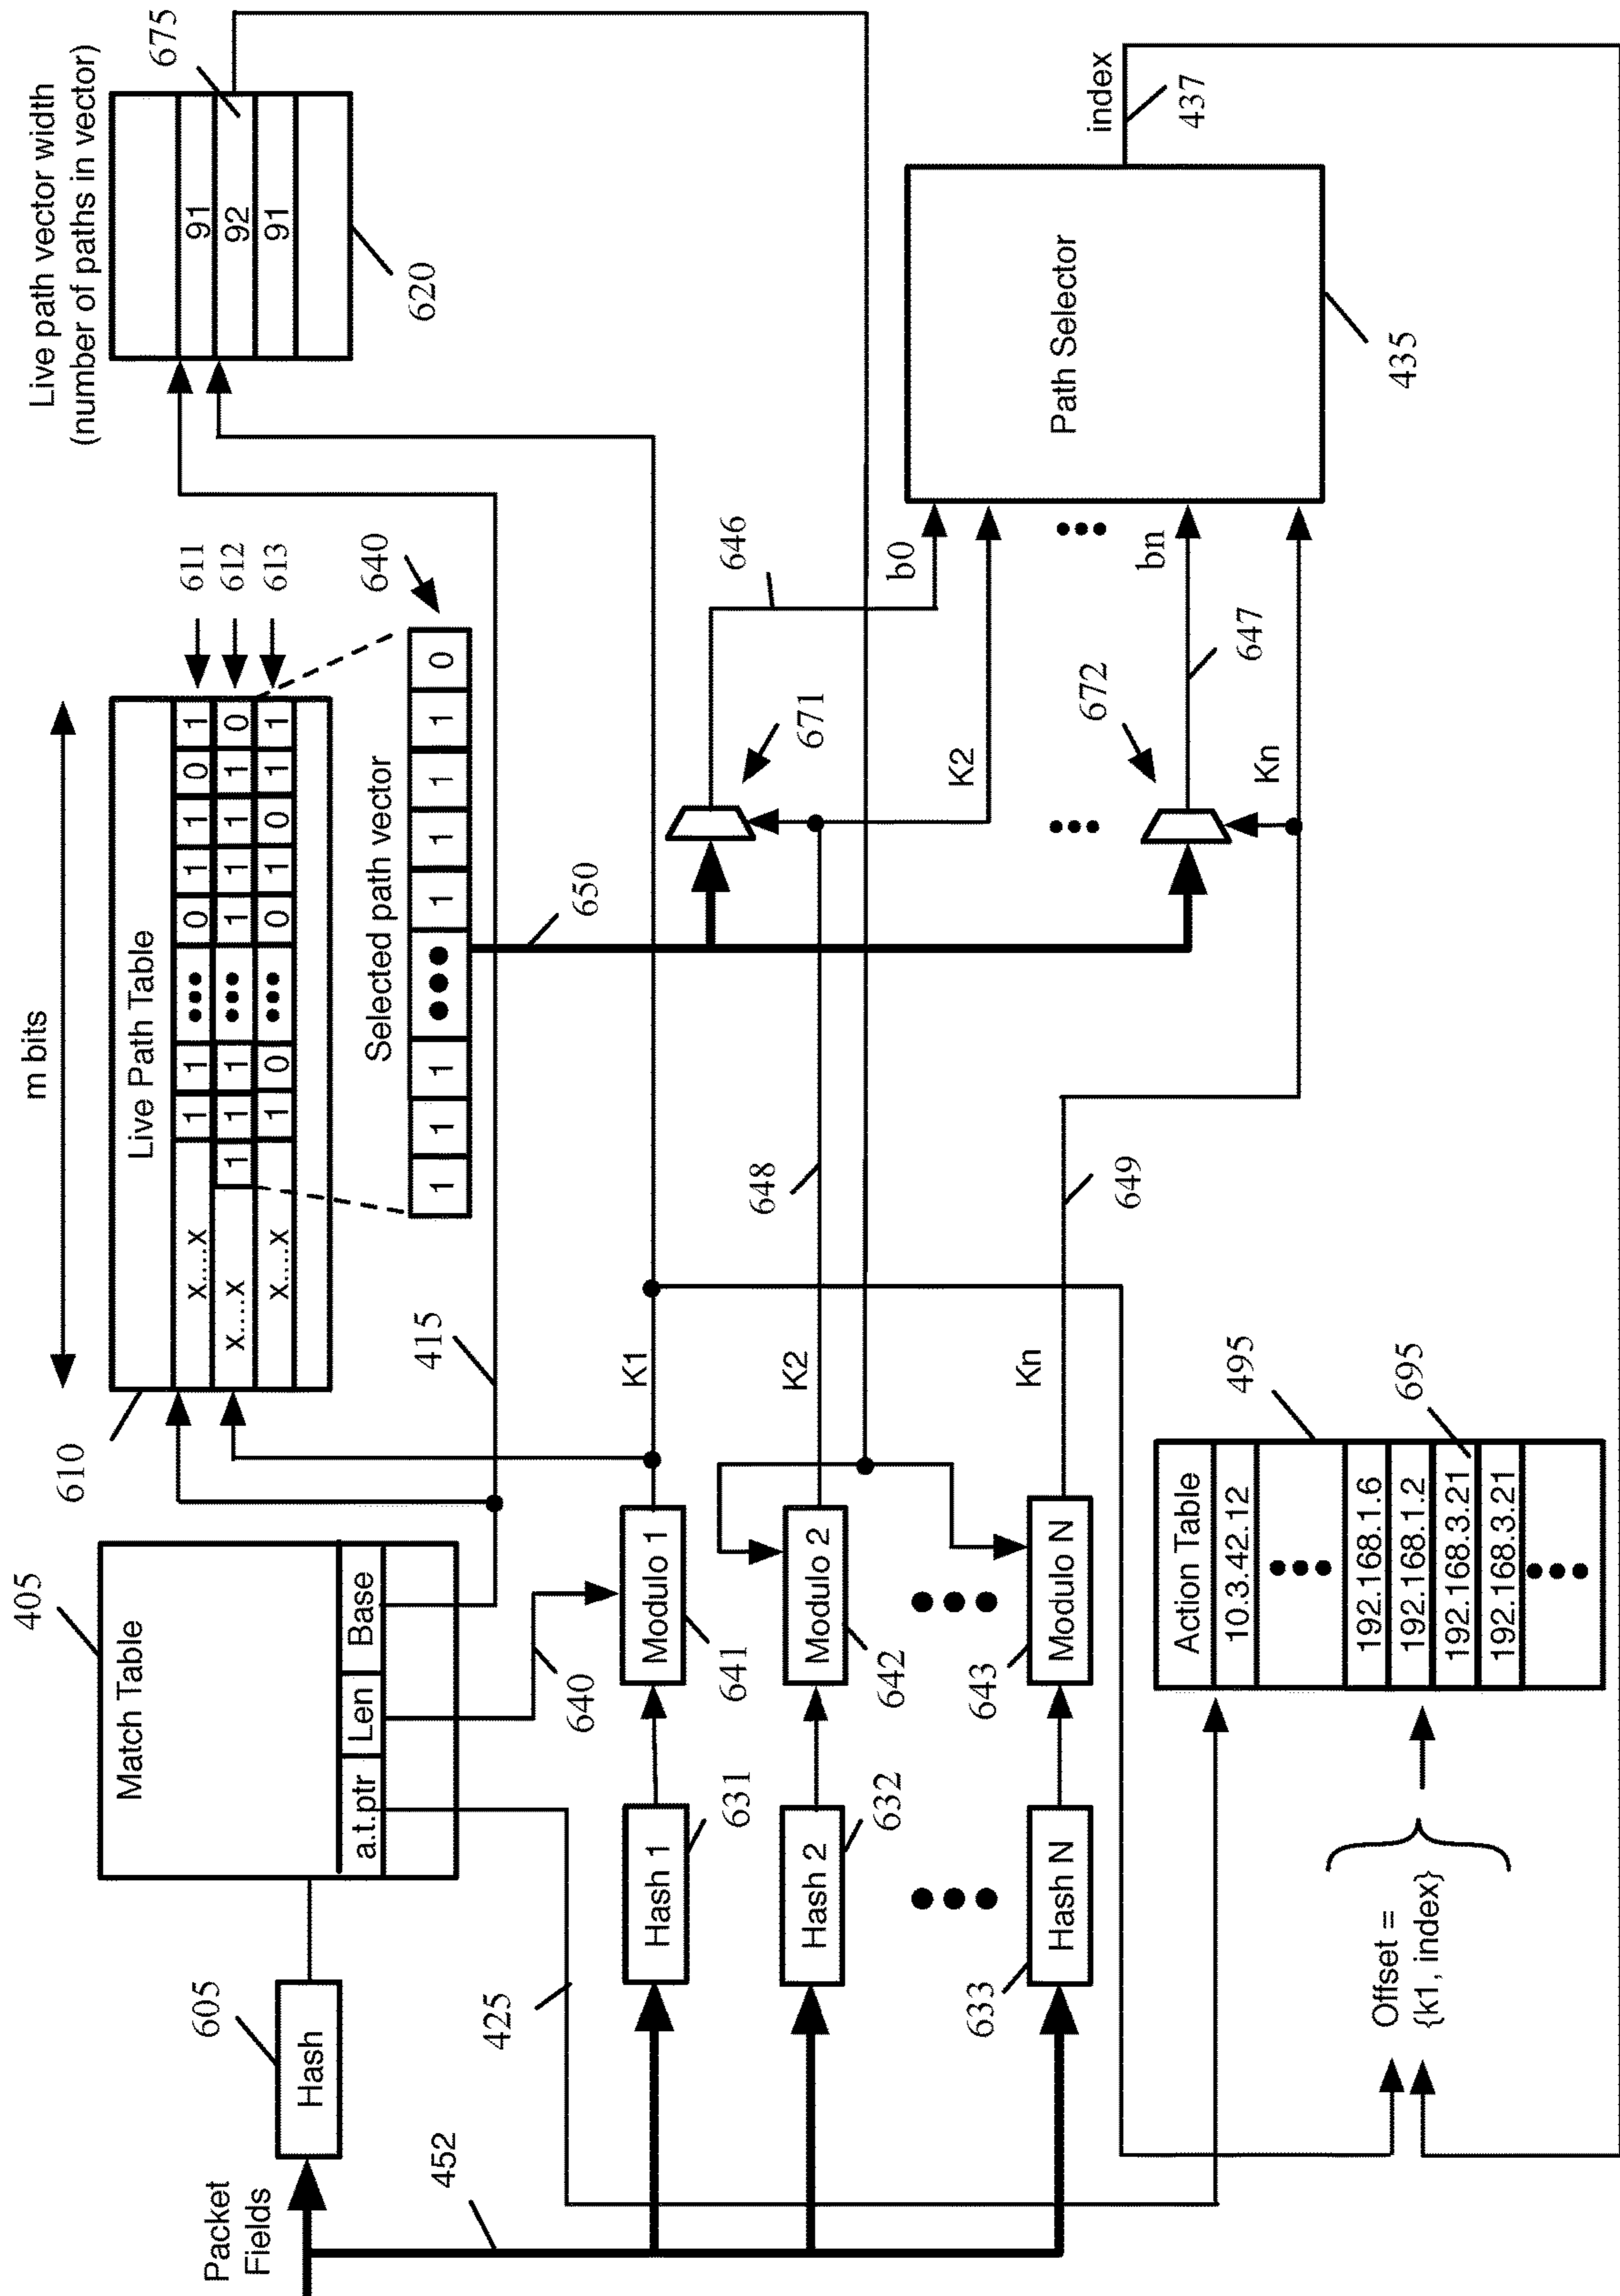 Packet
Fields
452
605
Hash
405
Match Table
a.t.ptr
Len
Base
425
640
415
610
m bits
Live Path Table
x....x 1 1 ••• 0 1 1 0 1
x....x 1 1 1 ••• 1 1 1 1 0
x....x 1 0 ••• 0 1 0 1 1
611
612
613
Selected path vector
1 1 1 ••• 1 1 1 1 0
640
650
Live path vector width
(number of paths in vector)
91
92
91
675
620
Hash 1
631
Modulo 1
641
K1
Hash 2
632
Modulo 2
642
K2
648
•••
•••
Hash N
633
Modulo N
643
Kn
649
671
646
K2
•••
672
647
Kn
b0
•••
bn
Path Selector
435
index
437
Offset =
{k1, index}
Action Table
10.3.42.12
•••
192.168.1.6
192.168.1.2
192.168.3.21
192.168.3.21
•••
495
695